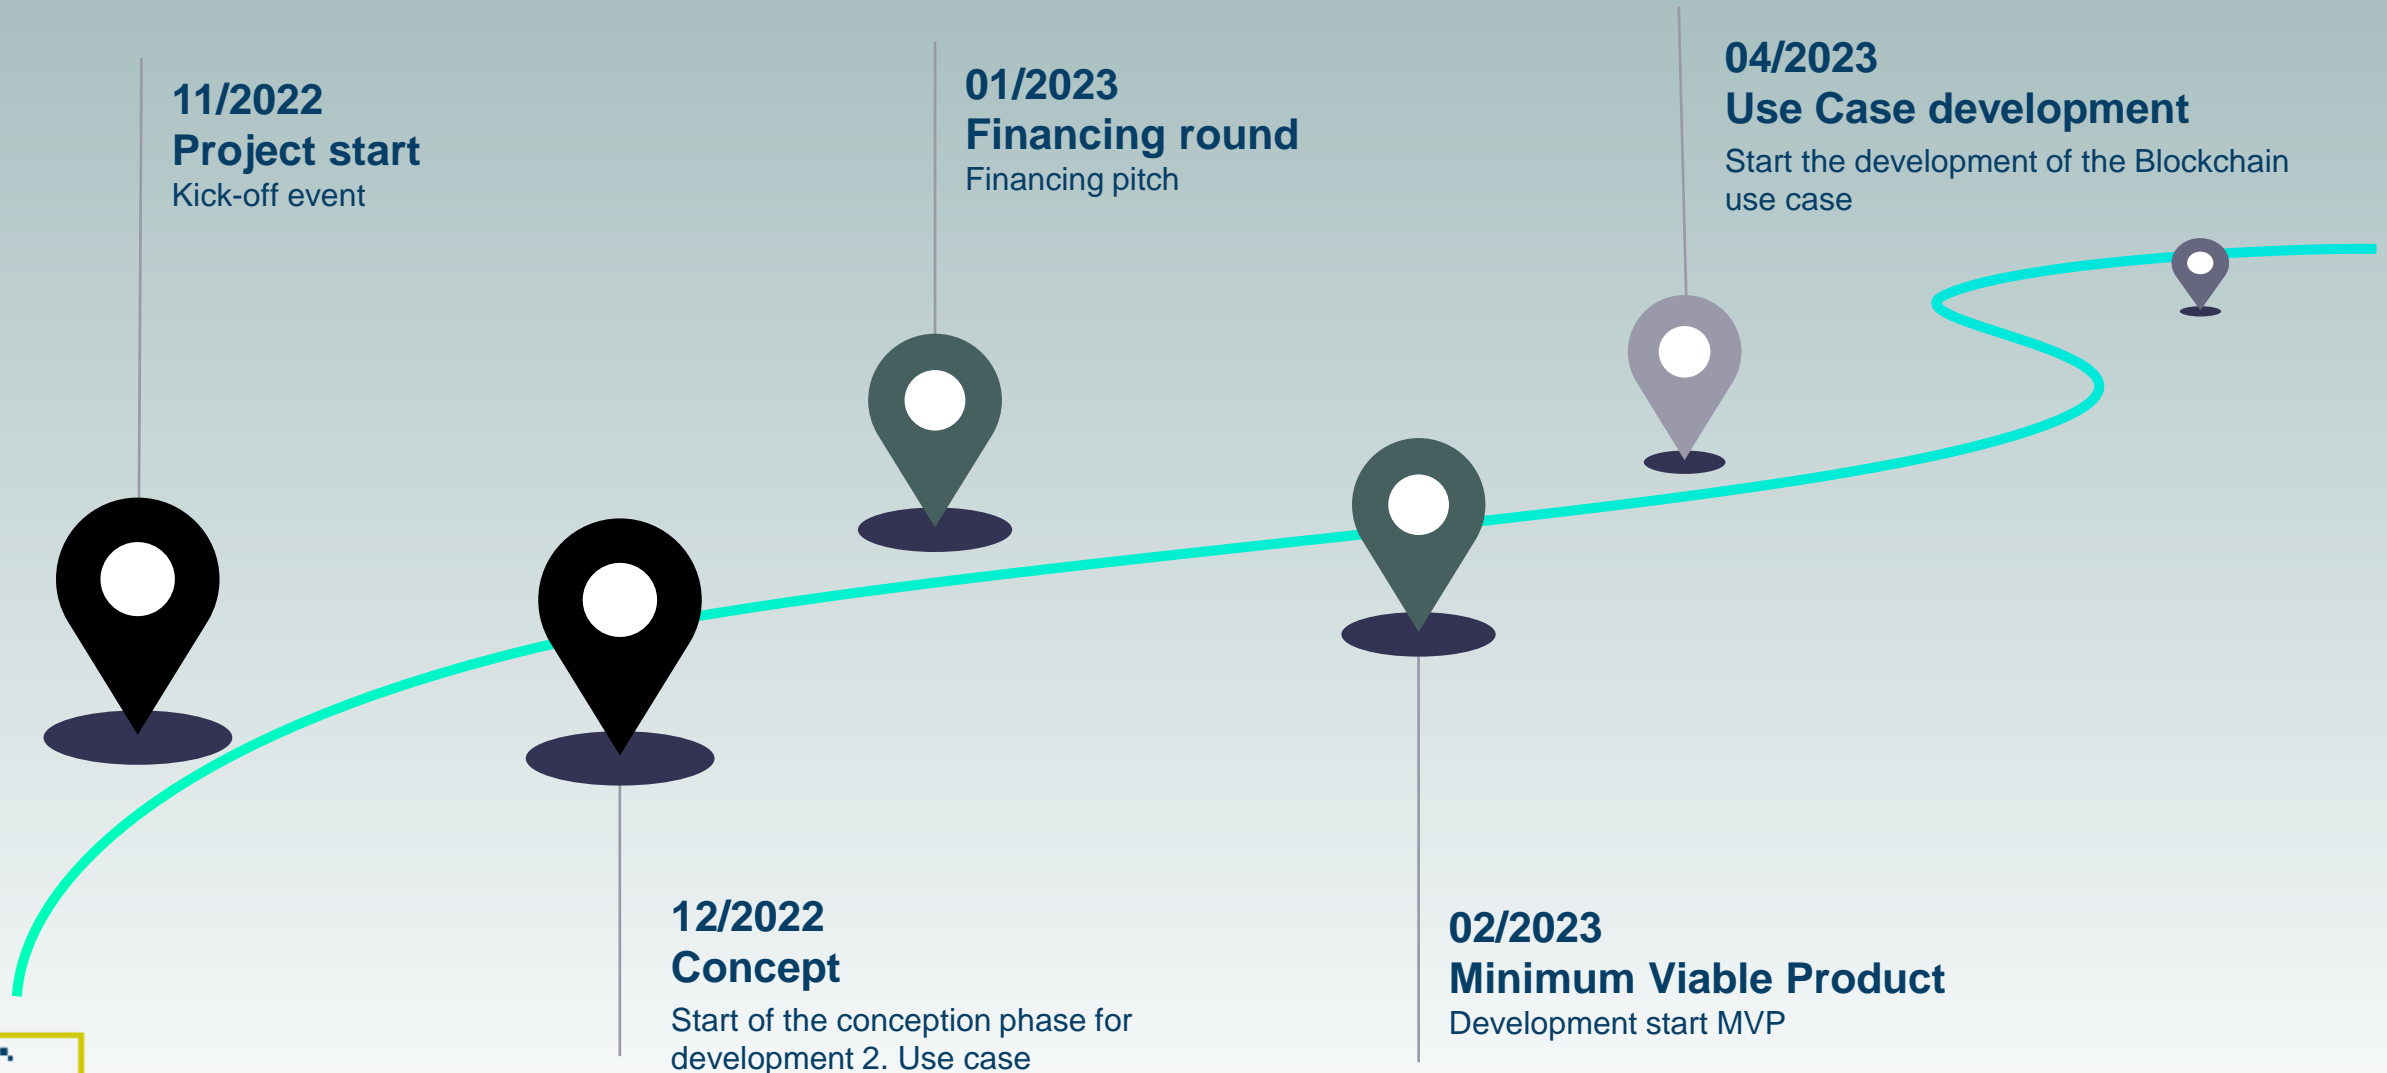 11/2022
Project start
Kick-off event
12/2022
Concept
Start of the conception phase for
development 2. Use case
01/2023
Financing round
Financing pitch
02/2023
Minimum Viable Product
Development start MVP
04/2023
Use Case development
Start the development of the Blockchain
use case